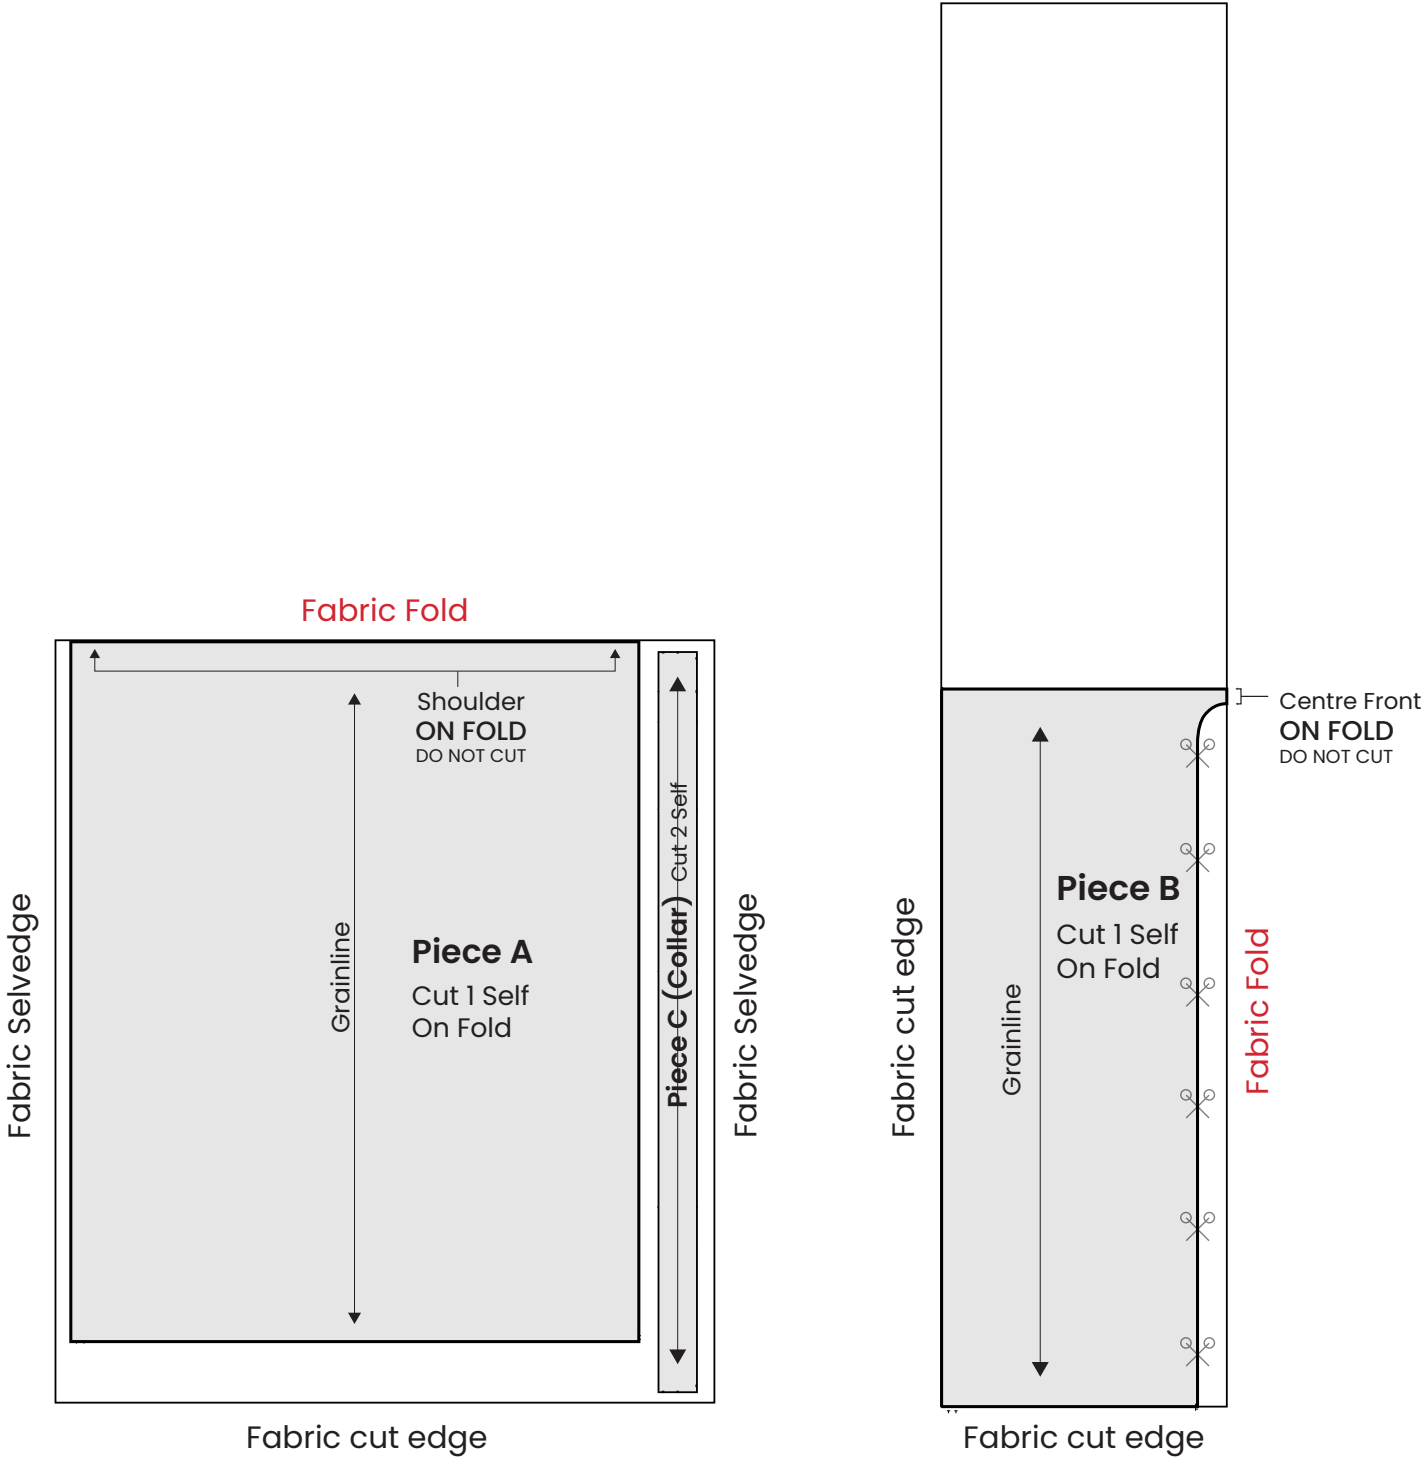 Fabric Fold
Shoulder
ON FOLD
DO NOT CUT
Grainline
Piece A
Cut 1 Self
On Fold
Piece C (Collar) Cut 2 Self
Fabric Selvedge
Fabric Selvedge
Fabric cut edge
Centre Front
ON FOLD
DO NOT CUT
Piece B
Cut 1 Self
On Fold
Grainline
Fabric cut edge
Fabric Fold
Fabric cut edge